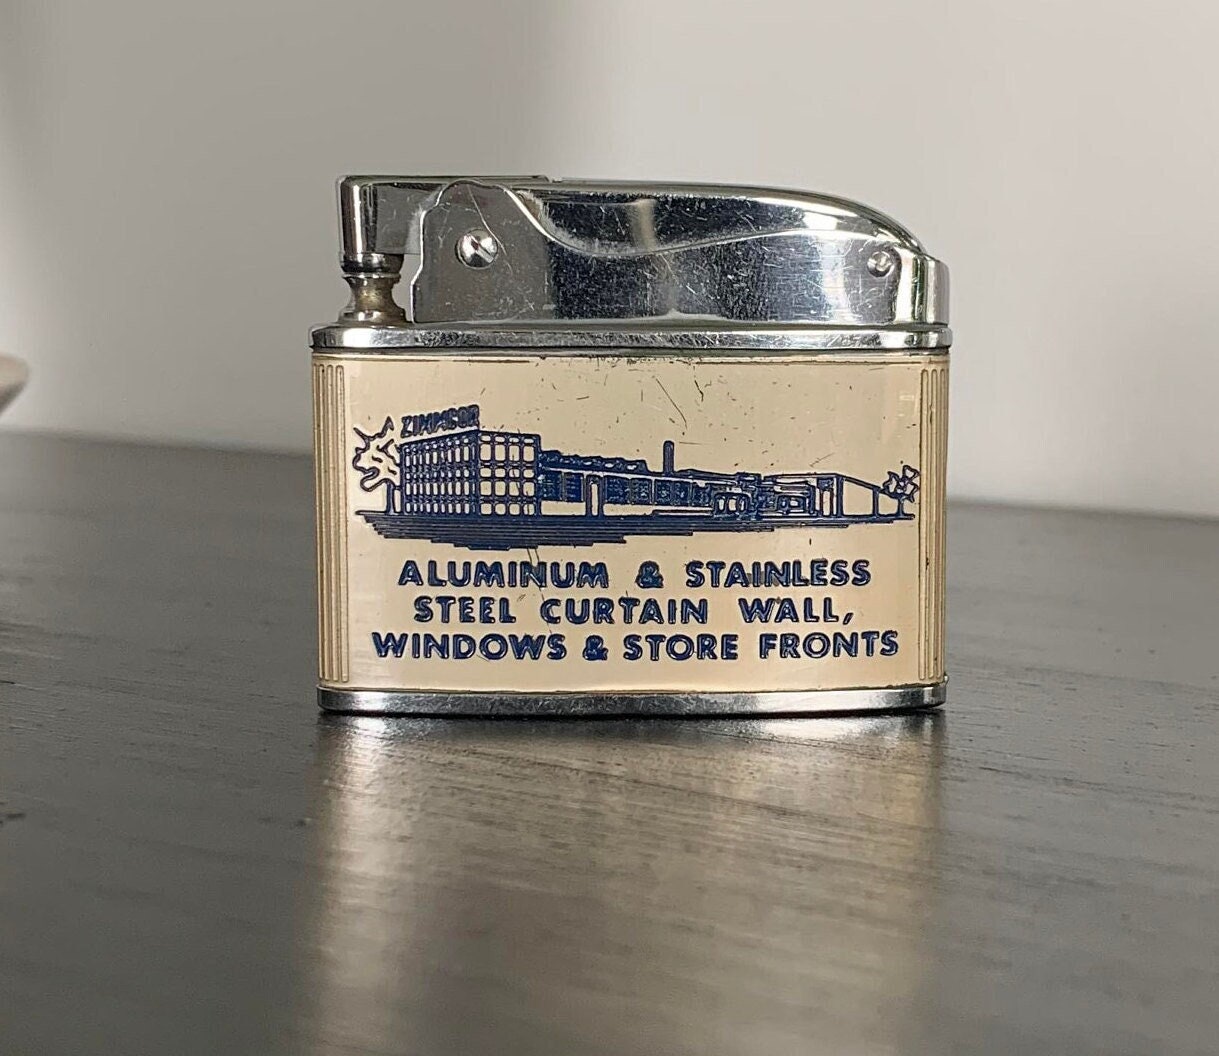 ZIMMCOR
ALUMINUM & STAINLESS
STEEL CURTAIN WALL,
WINDOWS & STORE FRONTS